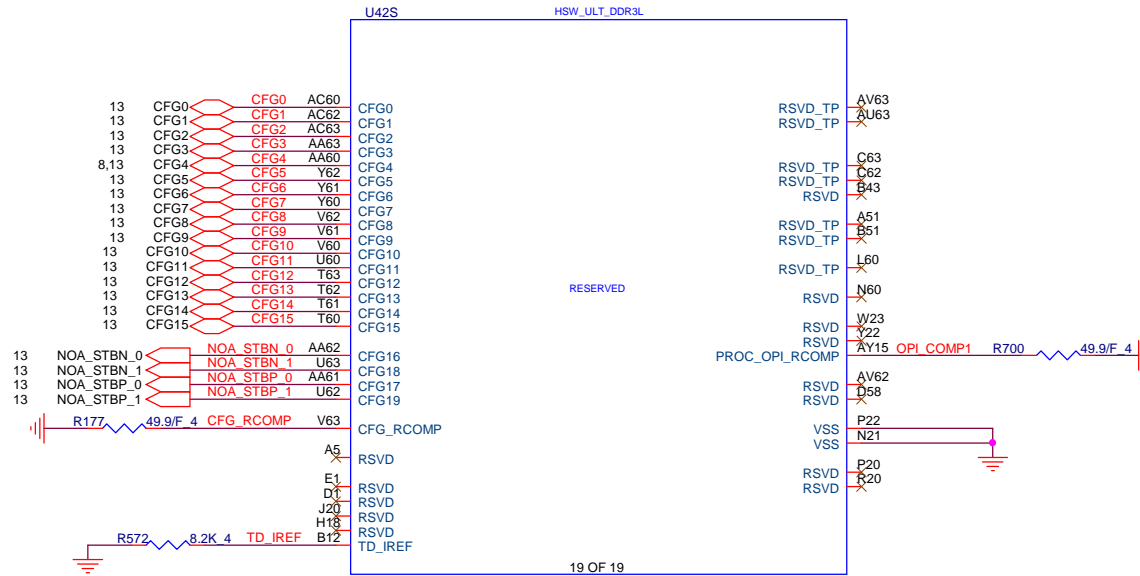 U42S
HSW_ULT_DDR3L
13 CFG0 CFG0 AC60 CFG0
13 CFG1 CFG1 AC62 CFG1
13 CFG2 CFG2 AC63 CFG2
13 CFG3 CFG3 AA63 CFG3
8,13 CFG4 CFG4 AA60 CFG4
13 CFG5 CFG5 Y62 CFG5
13 CFG6 CFG6 Y61 CFG6
13 CFG7 CFG7 Y60 CFG7
13 CFG8 CFG8 V62 CFG8
13 CFG9 CFG9 V61 CFG9
13 CFG10 CFG10 V60 CFG10
13 CFG11 CFG11 U60 CFG11
13 CFG12 CFG12 T63 CFG12
13 CFG13 CFG13 T62 CFG13
13 CFG14 CFG14 T61 CFG14
13 CFG15 CFG15 T60 CFG15
13 NOA_STBN_0 NOA_STBN_0 AA62 CFG16
13 NOA_STBN_1 NOA_STBN_1 U63 CFG18
13 NOA_STBP_0 NOA_STBP_0 AA61 CFG17
13 NOA_STBP_1 NOA_STBP_1 U62 CFG19
R177 49.9/F_4 CFG_RCOMP V63 CFG_RCOMP
A5 RSVD
E1 RSVD
D1 RSVD
J20 RSVD
H18 RSVD
R572 8.2K_4 TD_IREF B12 TD_IREF
RESERVED
RSVD_TP AV63
RSVD_TP AU63
RSVD_TP C63
RSVD_TP C62
RSVD B43
RSVD_TP A51
RSVD_TP B51
RSVD_TP L60
RSVD N60
RSVD W23
RSVD Y22
PROC_OPI_RCOMP AY15 OPI_COMP1 R700 49.9/F_4
RSVD AV62
RSVD D58
VSS P22
VSS N21
RSVD P20
RSVD R20
19 OF 19